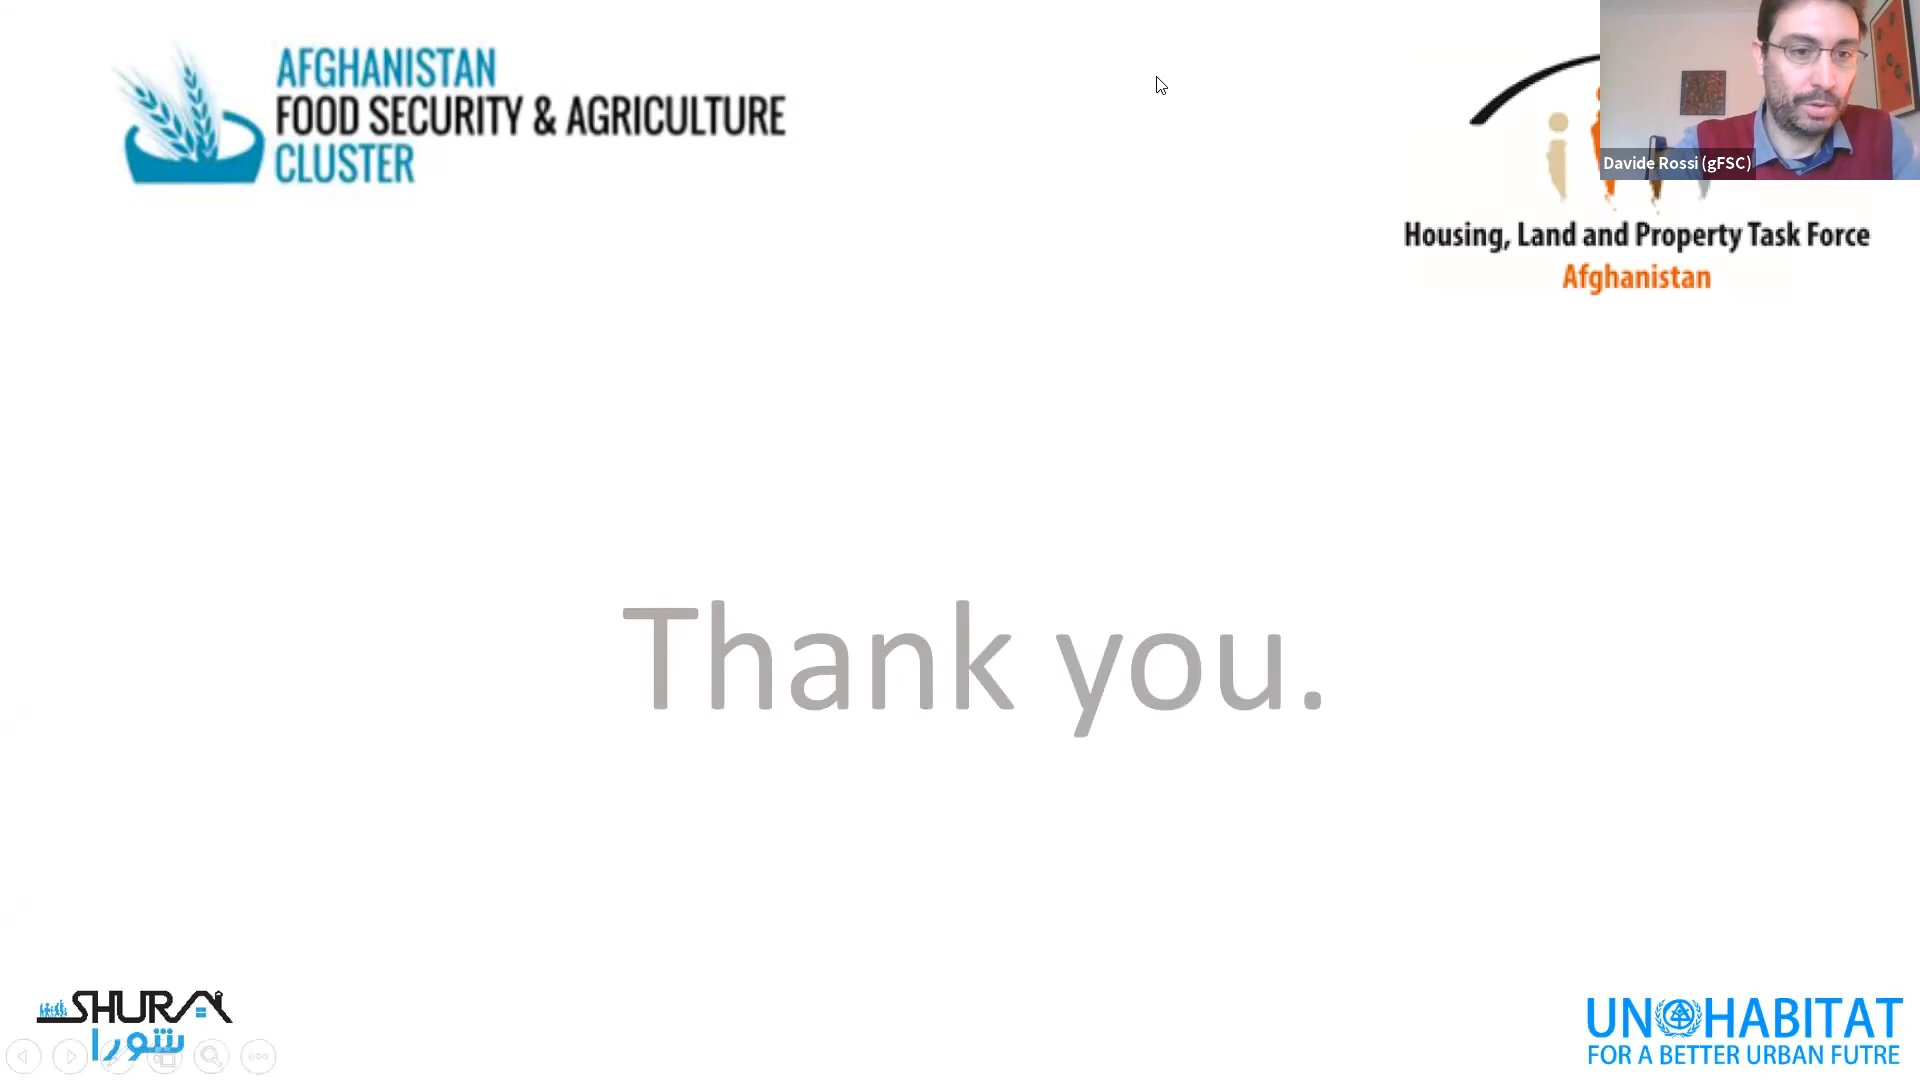 AFGHANISTAN
FOOD SECURITY & AGRICULTURE
CLUSTER
Davide Rossi (gFSC)
Housing, Land and Property Task Force
Afghanistan
Thank you.
SHURA
شورا
UN HABITAT
FOR A BETTER URBAN FUTRE